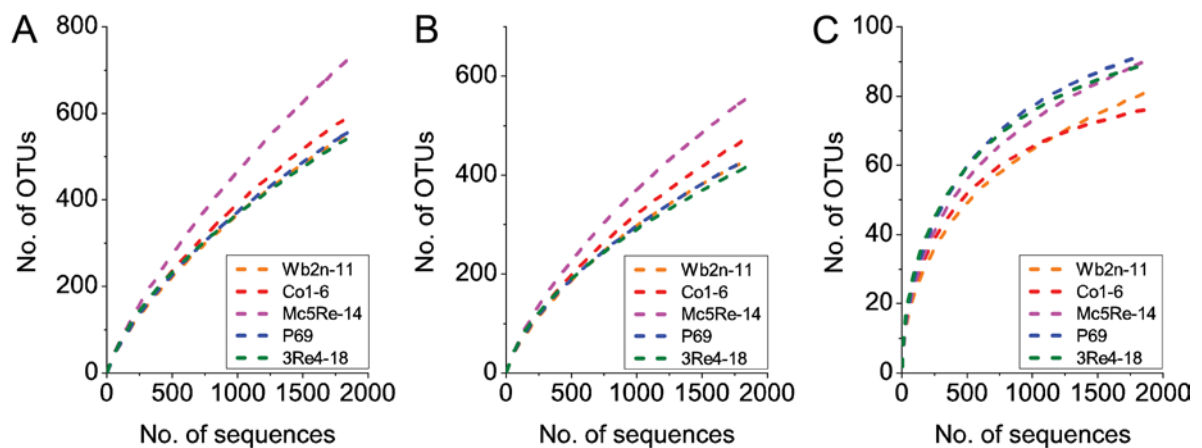 A
No. of OTUs
800
600
400
200
0
Wb2n-11
Co1-6
Mc5Re-14
P69
3Re4-18
0 500 1000 1500 2000
No. of sequences
B
No. of OTUs
600
400
200
0
Wb2n-11
Co1-6
Mc5Re-14
P69
3Re4-18
0 500 1000 1500 2000
No. of sequences
C
No. of OTUs
100
80
60
40
20
0
Wb2n-11
Co1-6
Mc5Re-14
P69
3Re4-18
0 500 1000 1500 2000
No. of sequences